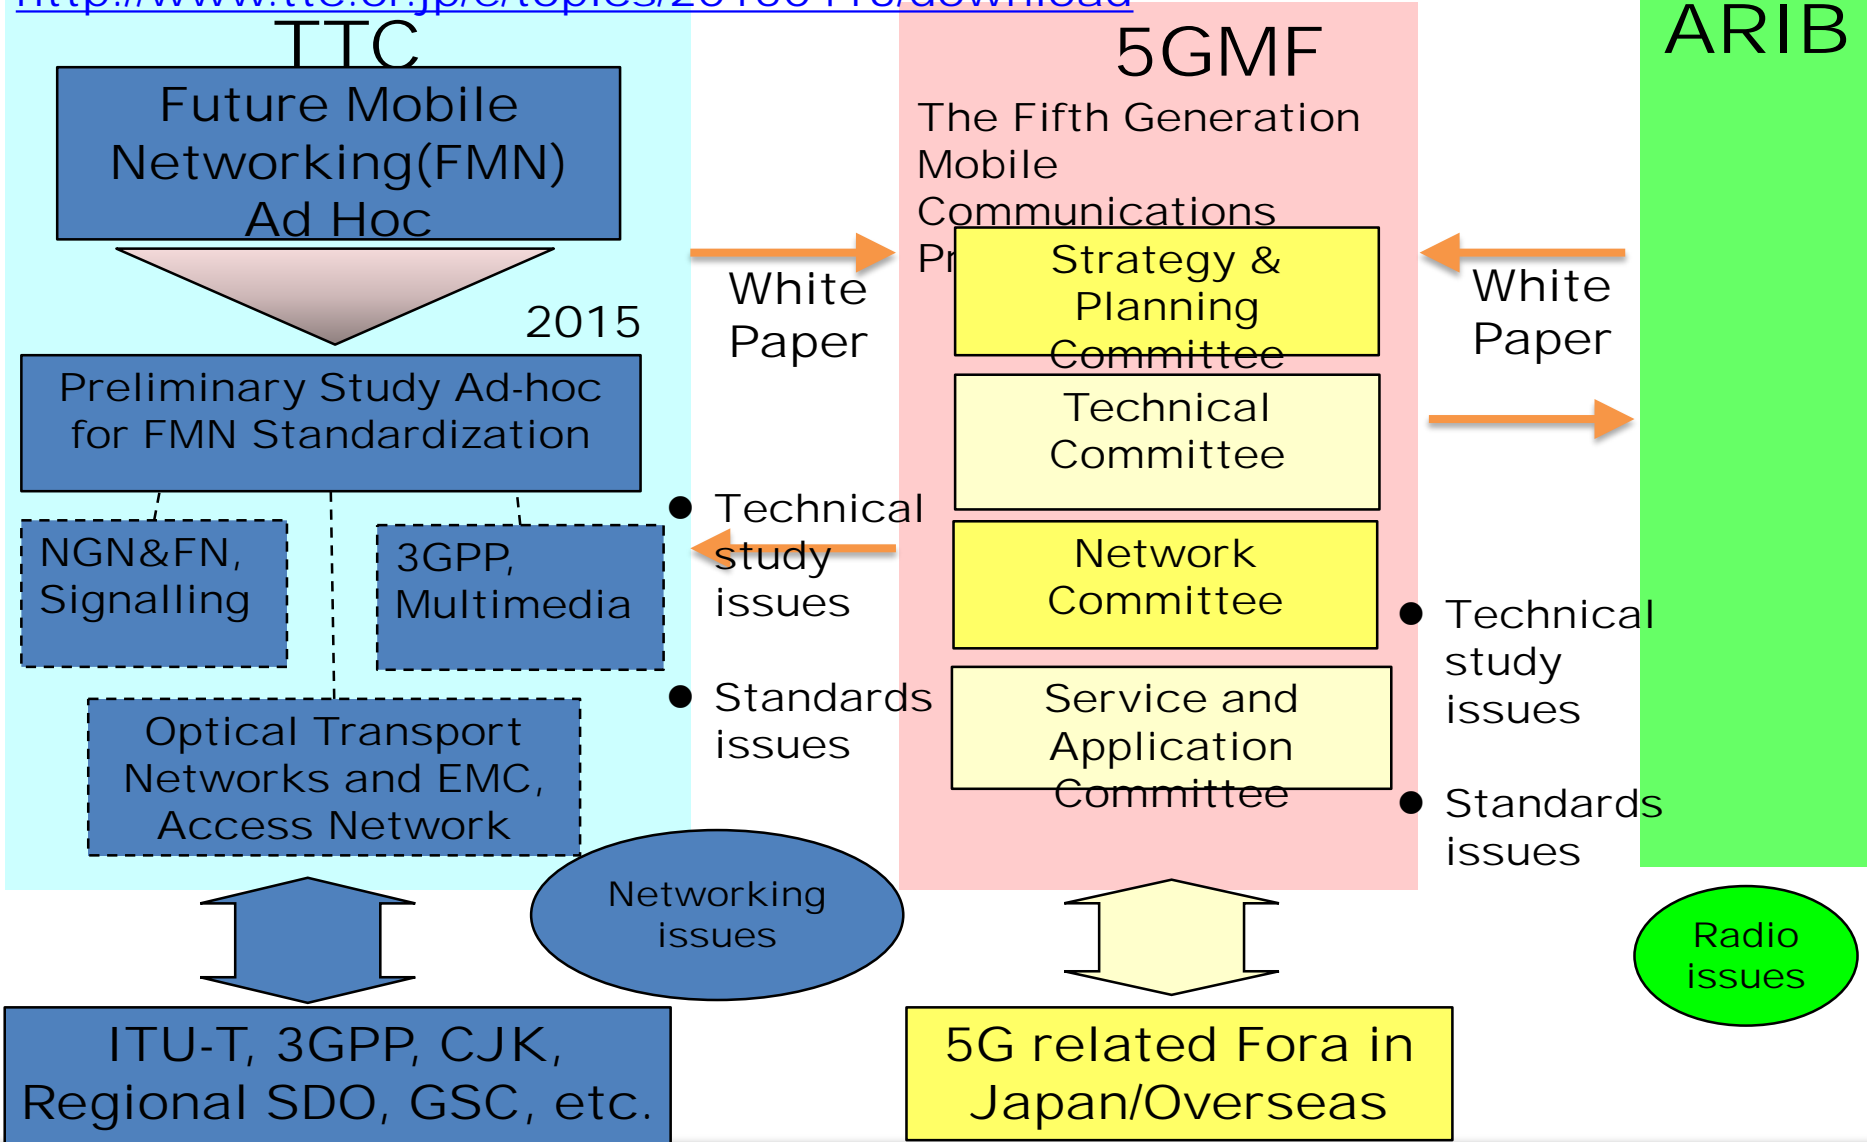 TTC
Future Mobile
Networking(FMN)
Ad Hoc
2015
Preliminary Study Ad-hoc
for FMN Standardization
NGN&FN,
Signalling
3GPP,
Multimedia
Optical Transport
Networks and EMC,
Access Network
Networking
issues
ITU-T, 3GPP, CJK,
Regional SDO, GSC, etc.
White
Paper
● Technical
study
issues
● Standards
issues
5GMF
The Fifth Generation
Mobile
Communications
Strategy &
Planning
Committee
Technical
Committee
Network
Committee
Service and
Application
Committee
5G related Fora in
Japan/Overseas
White
Paper
● Technical
study
issues
● Standards
issues
ARIB
Radio
issues